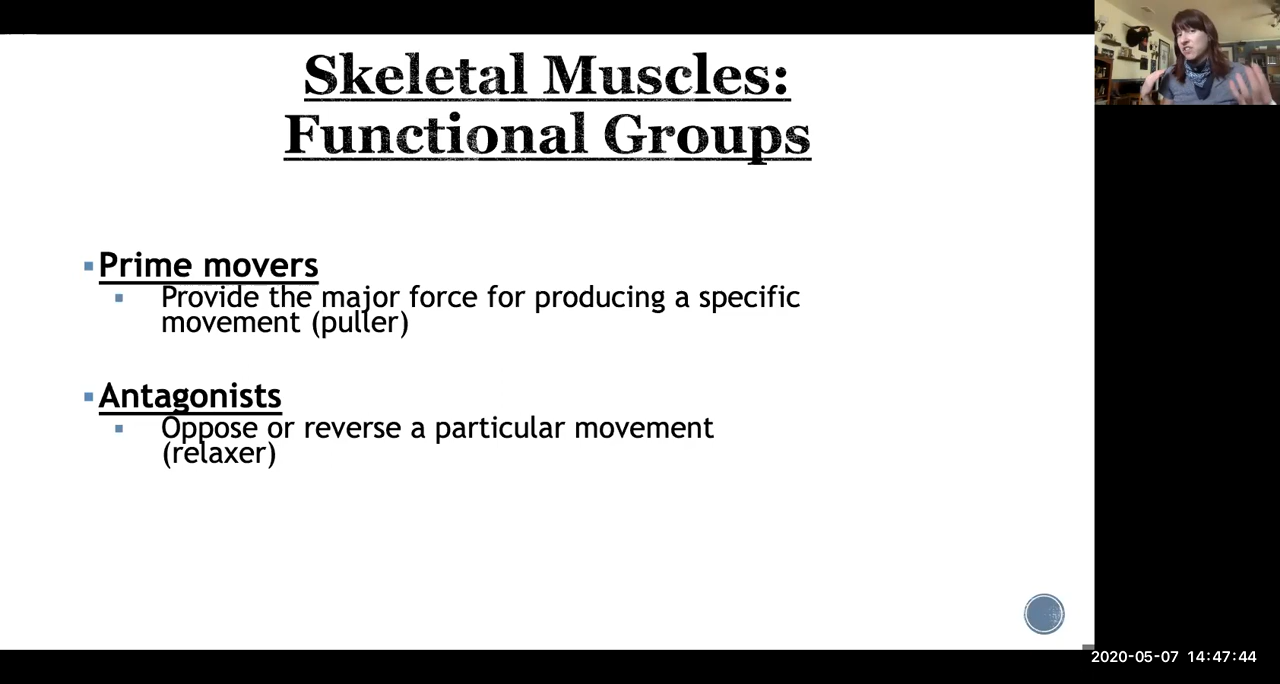 Skeletal Muscles:
Functional Groups
Prime movers
Provide the major force for producing a specific
movement (puller)
Antagonists
Oppose or reverse a particular movement
(relaxer)
2020-05-07 14:47:44